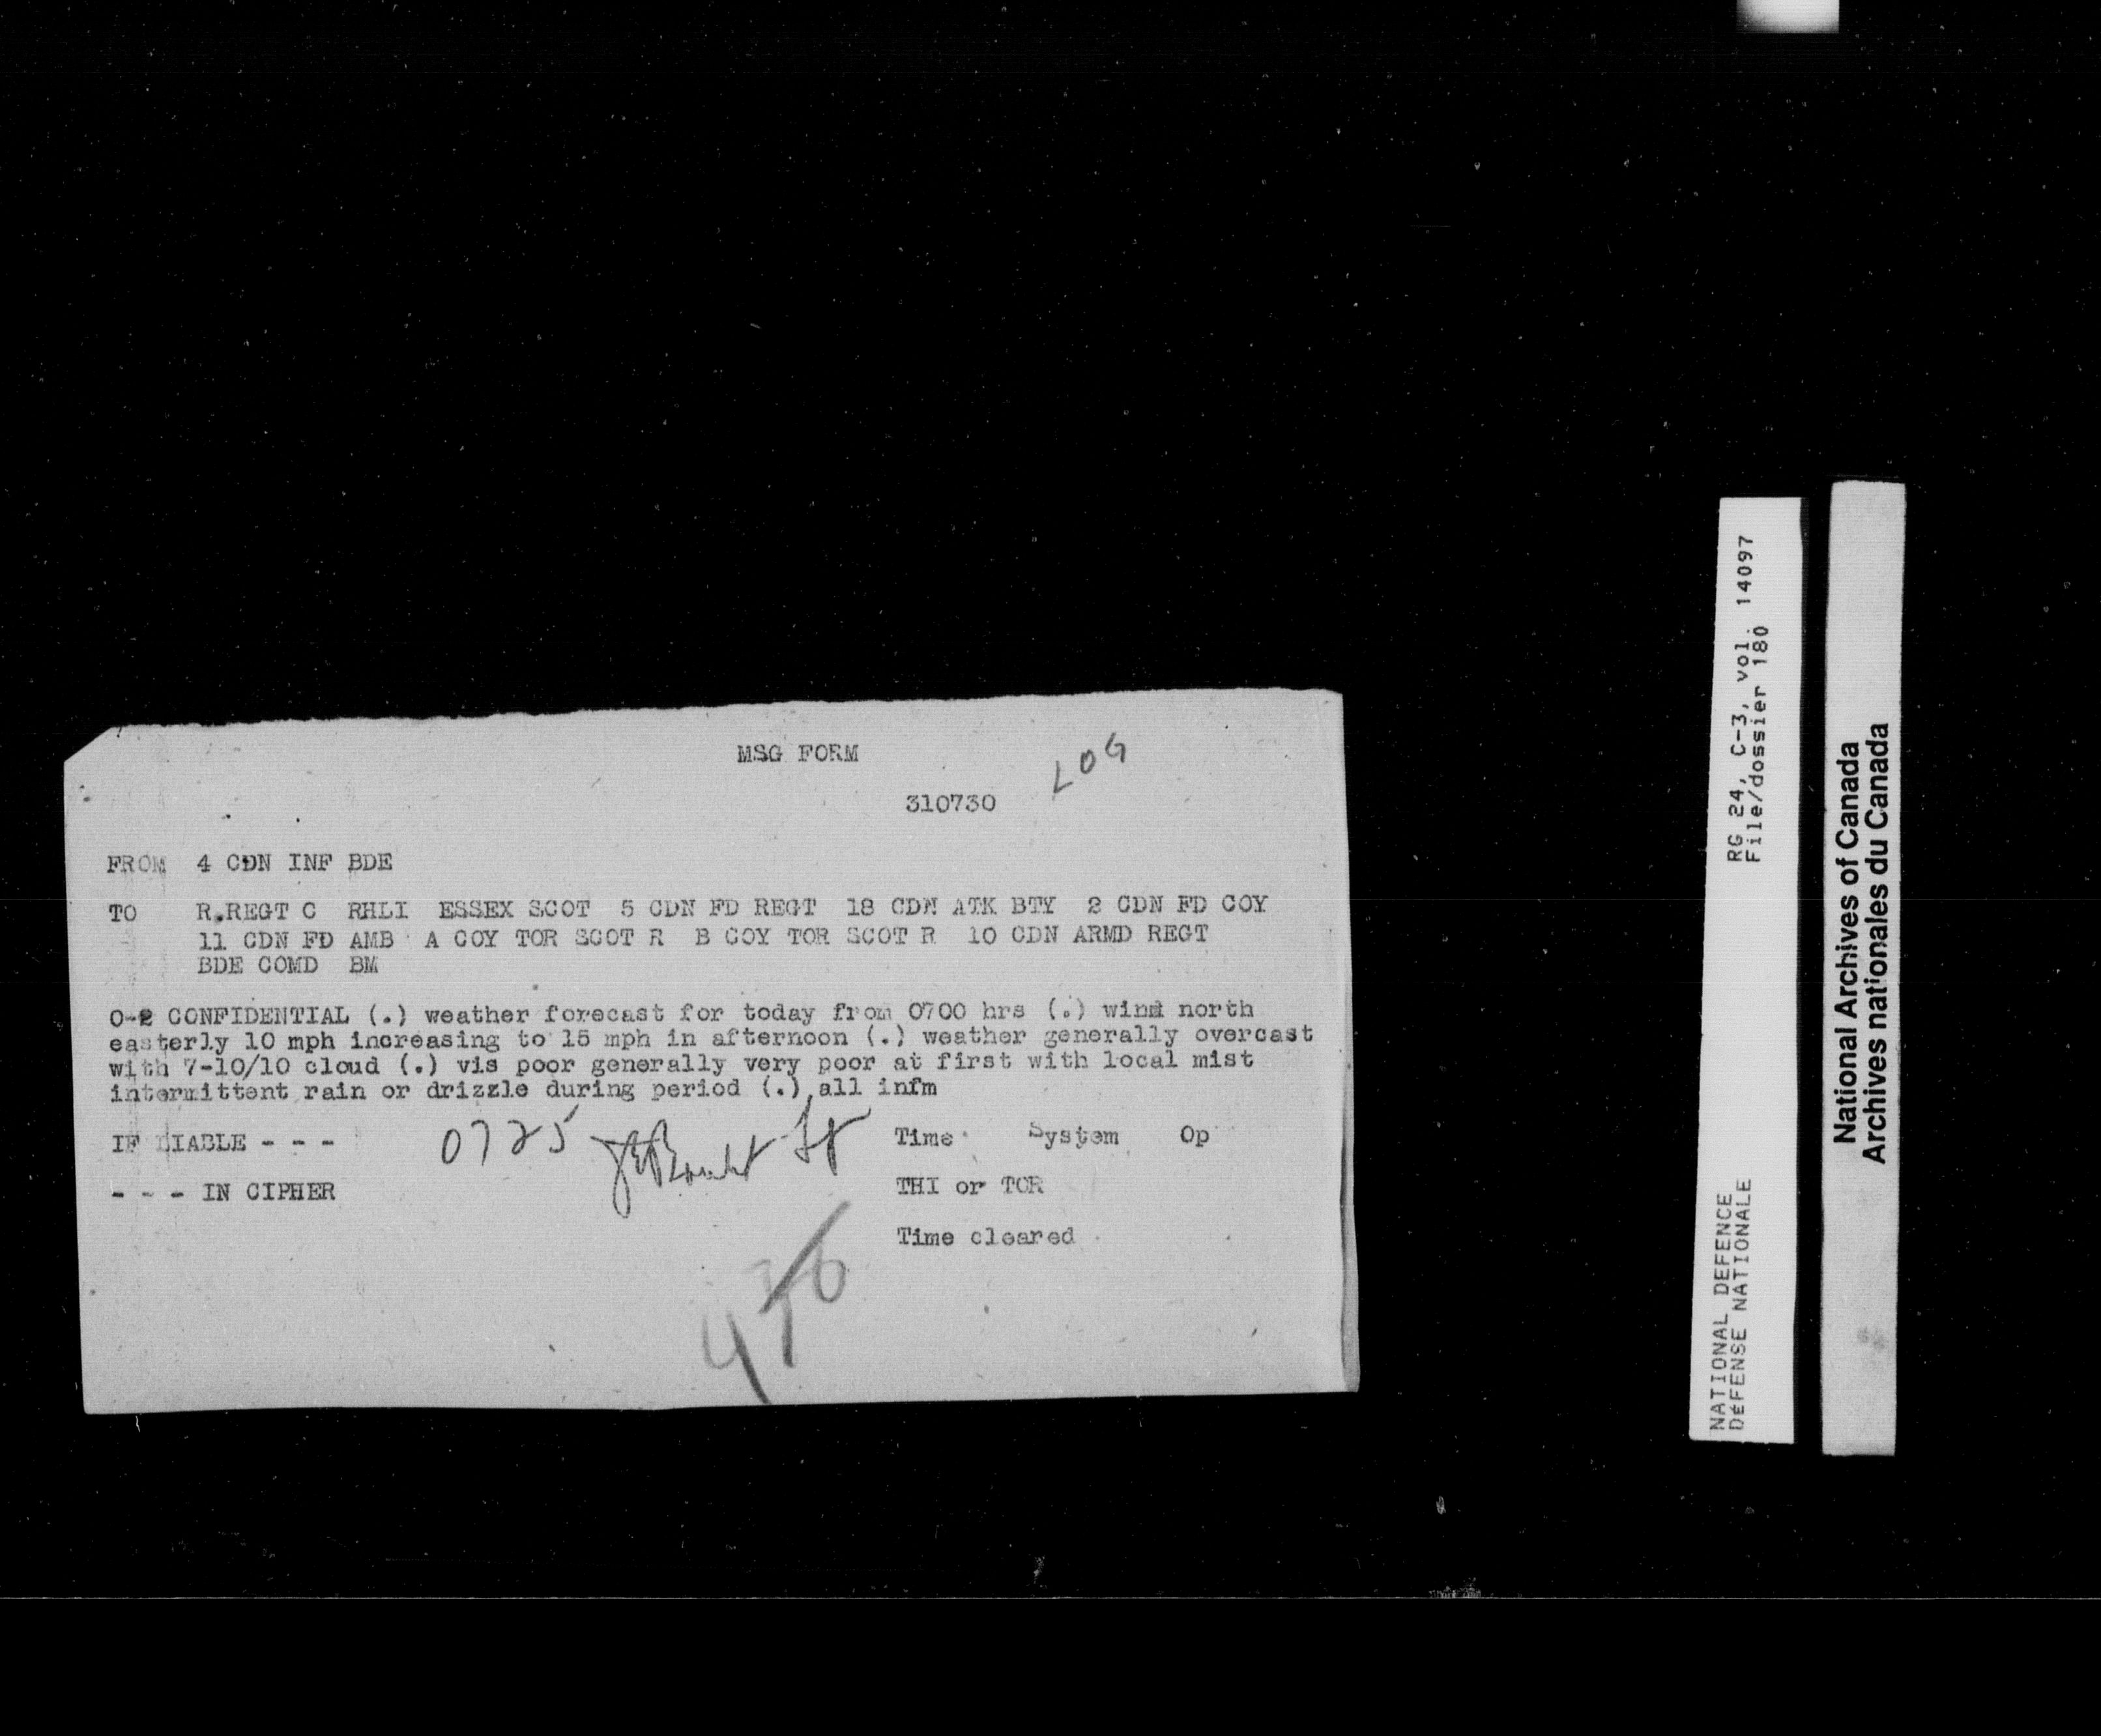 MSG FORM
LOG
310730
FROM 4 CDN INF BDE
TO R.REGT C RHLI ESSEX SCOT 5 CDN FD REGT 18 CDN ATK BTY 2 CDN FD COY
11 CDN FD AMB A COY TOR SCOT R B COY TOR SCOT R 10 CDN ARMD REGT
BDE COMD BM
0-2 CONFIDENTIAL (.) weather forecast for today from 0700 hrs (.) wind north
easterly 10 mph increasing to 15 mph in afternoon (.) weather generally overcast
with 7-10/10 cloud (.) vis poor generally very poor at first with local mist
intermittent rain or drizzle during period (.) all infm
IF LIABLE - - - 0725 Time System Op
- - - IN CIPHER THI or TOR
Time cleared
RG 24, C-3, vol. 14097
File/dossier 180
NATIONAL DEFENCE
DÉFENSE NATIONALE
National Archives of Canada
Archives nationales du Canada